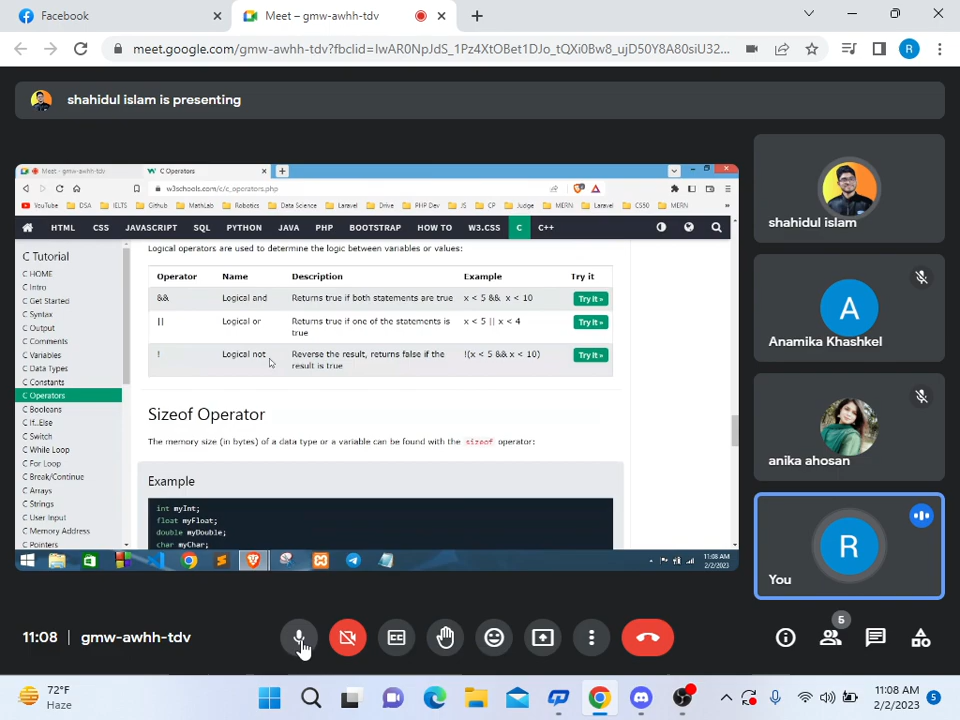 Facebook
Meet – gmw-awhh-tdv
meet.google.com/gmw-awhh-tdv?fbclid=IwAR0NpJdS_1Pz4XtOBet1DJo_tQXi0Bw8_ujD50Y8A80siU32...
R
shahidul islam is presenting
Meet - gmw-awhh-tdv
C Operators
w3schools.com/c/c_operators.php
YouTube
DSA
IELTS
Github
MathLab
Robotics
Data Science
Laravel
Drive
PHP Dev
JS
CP
Judge
MERN
Laravel
CS50
MERN
HTML
CSS
JAVASCRIPT
SQL
PYTHON
JAVA
PHP
BOOTSTRAP
HOW TO
W3.CSS
C
C++
C Tutorial
C HOME
C Intro
C Get Started
C Syntax
C Output
C Comments
C Variables
C Data Types
C Constants
C Operators
C Booleans
C If...Else
C Switch
C While Loop
C For Loop
C Break/Continue
C Arrays
C Strings
C User Input
C Memory Address
C Pointers
Logical operators are used to determine the logic between variables or values:
Operator Name Description Example Try it
&& Logical and Returns true if both statements are true x < 5 && x < 10 Try It »
|| Logical or Returns true if one of the statements is x < 5 || x < 4 Try It »
true
! Logical not Reverse the result, returns false if the !(x < 5 && x < 10) Try It »
result is true
Sizeof Operator
The memory size (in bytes) of a data type or a variable can be found with the sizeof operator:
Example
int myInt;
float myFloat;
double myDouble;
char myChar;
11:08 AM
2/2/2023
shahidul islam
A
Anamika Khashkel
anika ahosan
R
You
11:08 | gmw-awhh-tdv
5
72°F
Haze
11:08 AM
2/2/2023
5